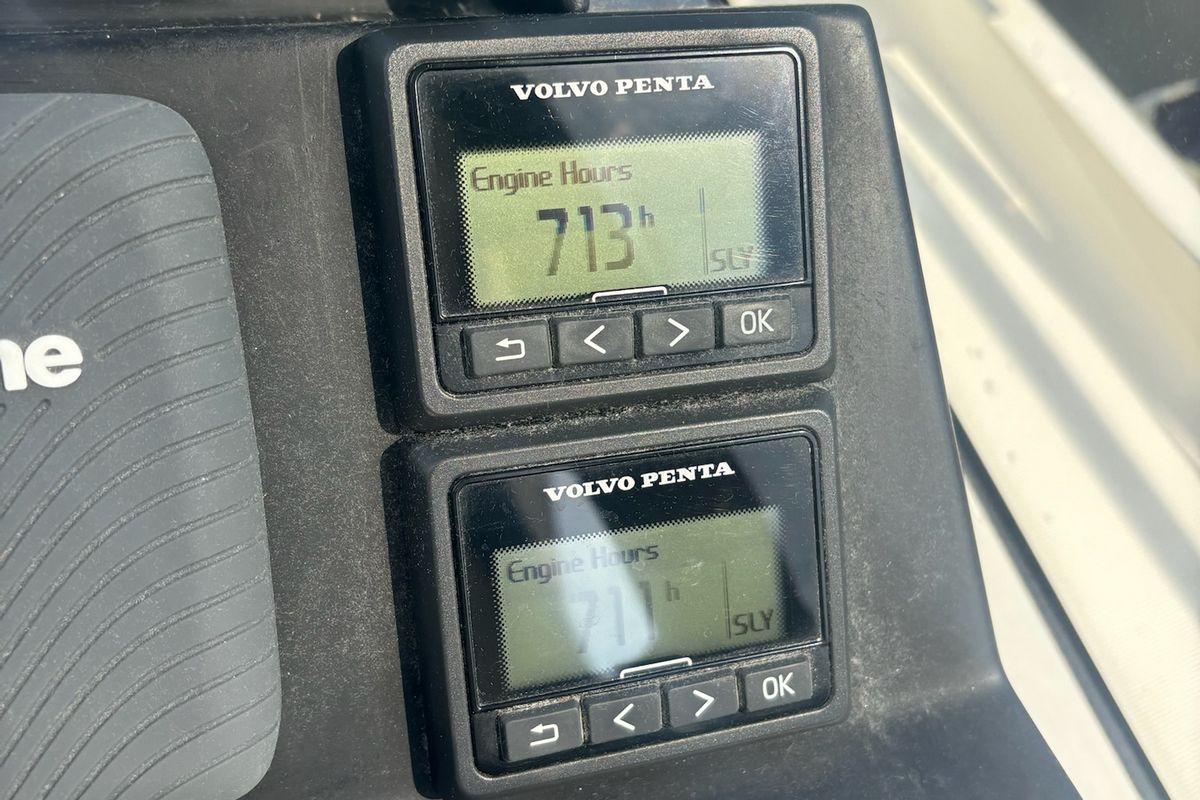 VOLVO PENTA
Engine Hours
713 h
SLY
OK
ne
VOLVO PENTA
Engine Hours
711 h
SLY
OK